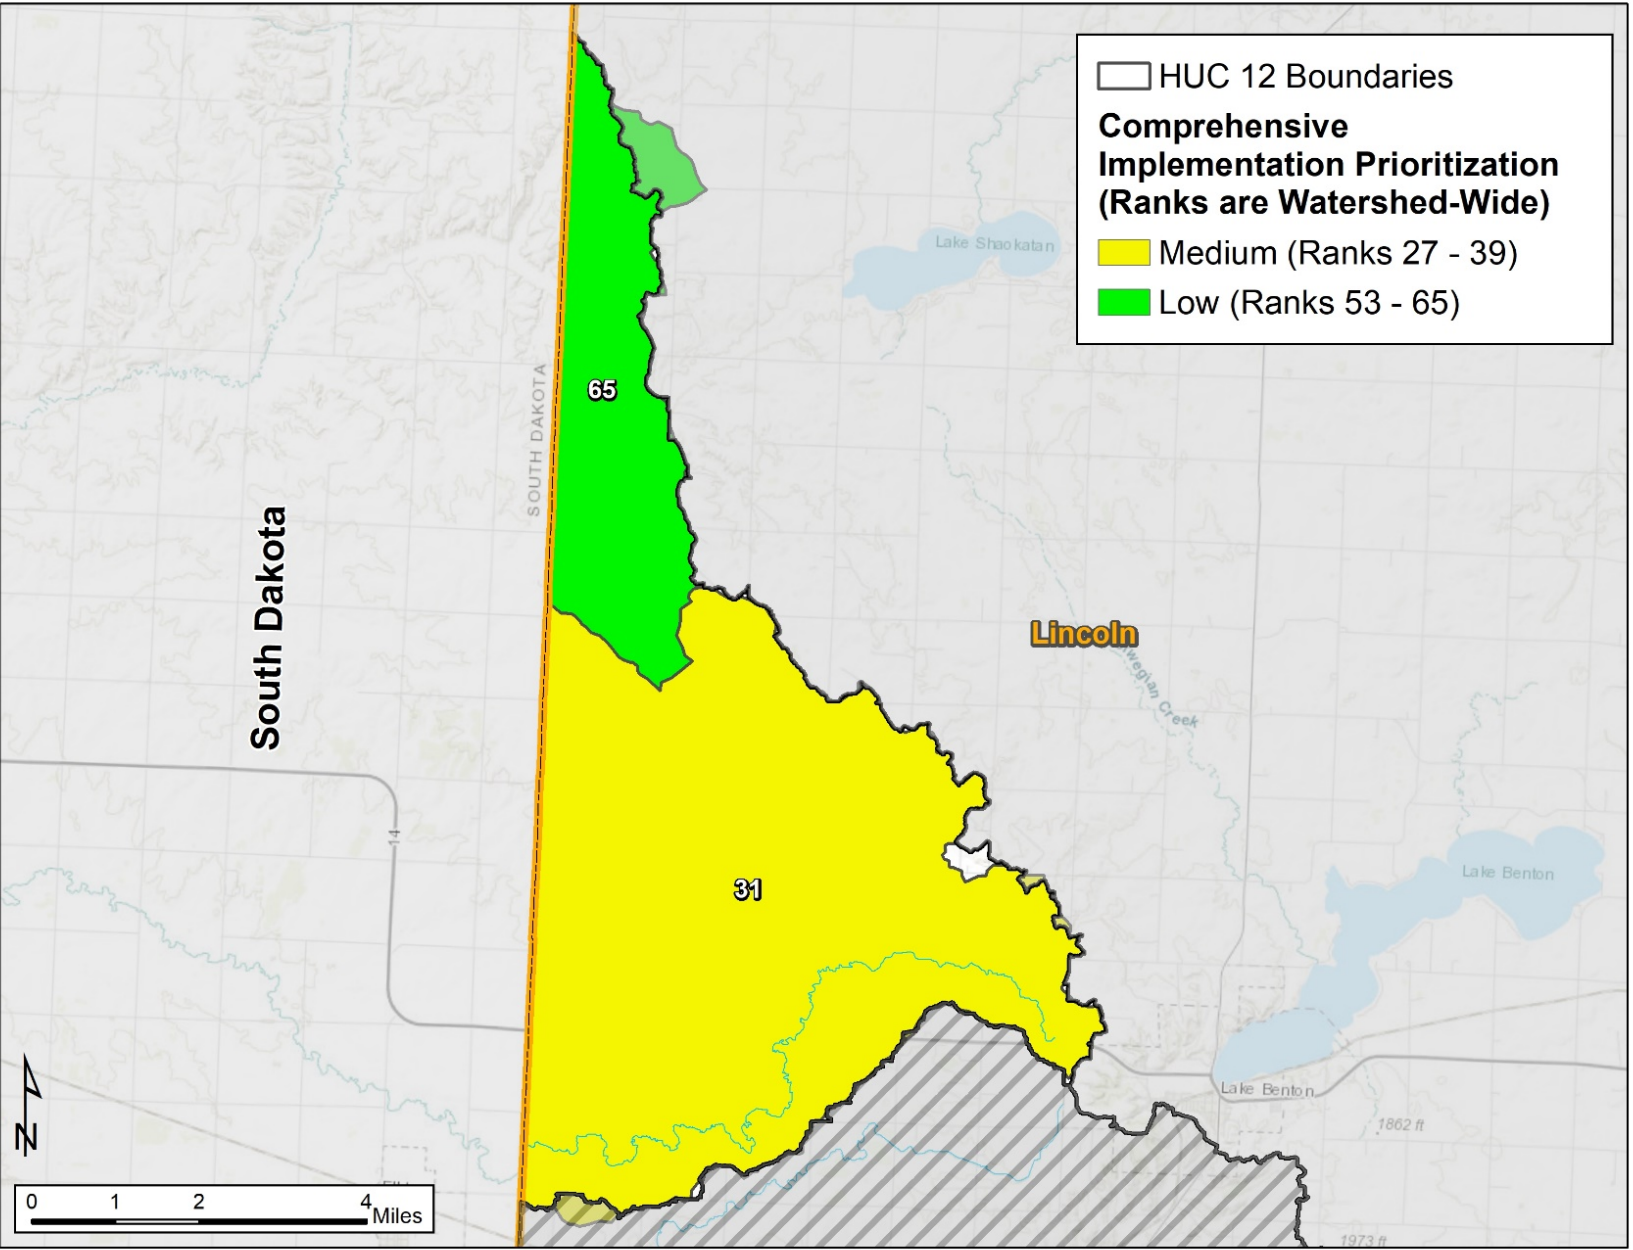 HUC 12 Boundaries
Comprehensive
Implementation Prioritization
(Ranks are Watershed-Wide)
Medium (Ranks 27 - 39)
Low (Ranks 53 - 65)
Lake Shaokatan
65
SOUTH DAKOTA
South Dakota
Lincoln
wegian Creek
14
31
Lake Benton
Lake Benton
1862 ft
N
0 1 2 4
Miles
1973 ft